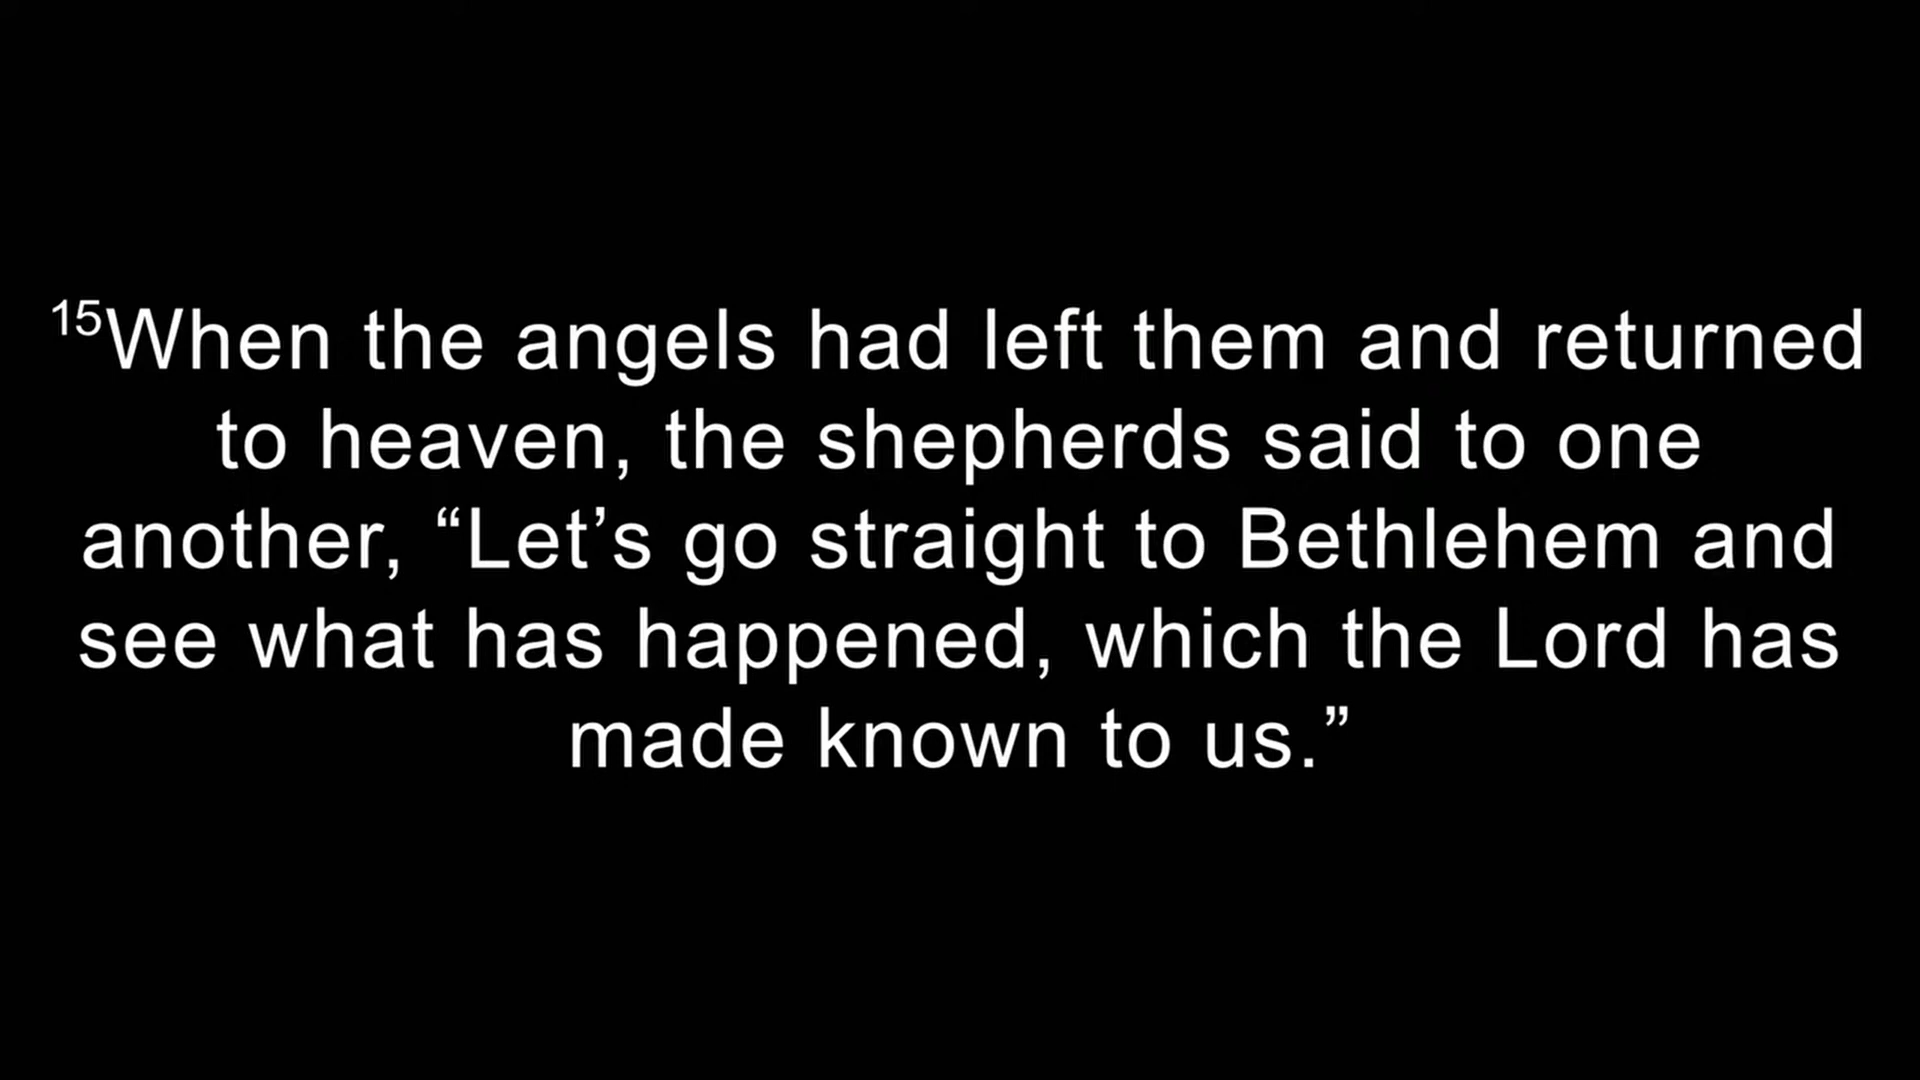 15When the angels had left them and returned
to heaven, the shepherds said to one
another, “Let’s go straight to Bethlehem and
see what has happened, which the Lord has
made known to us.”